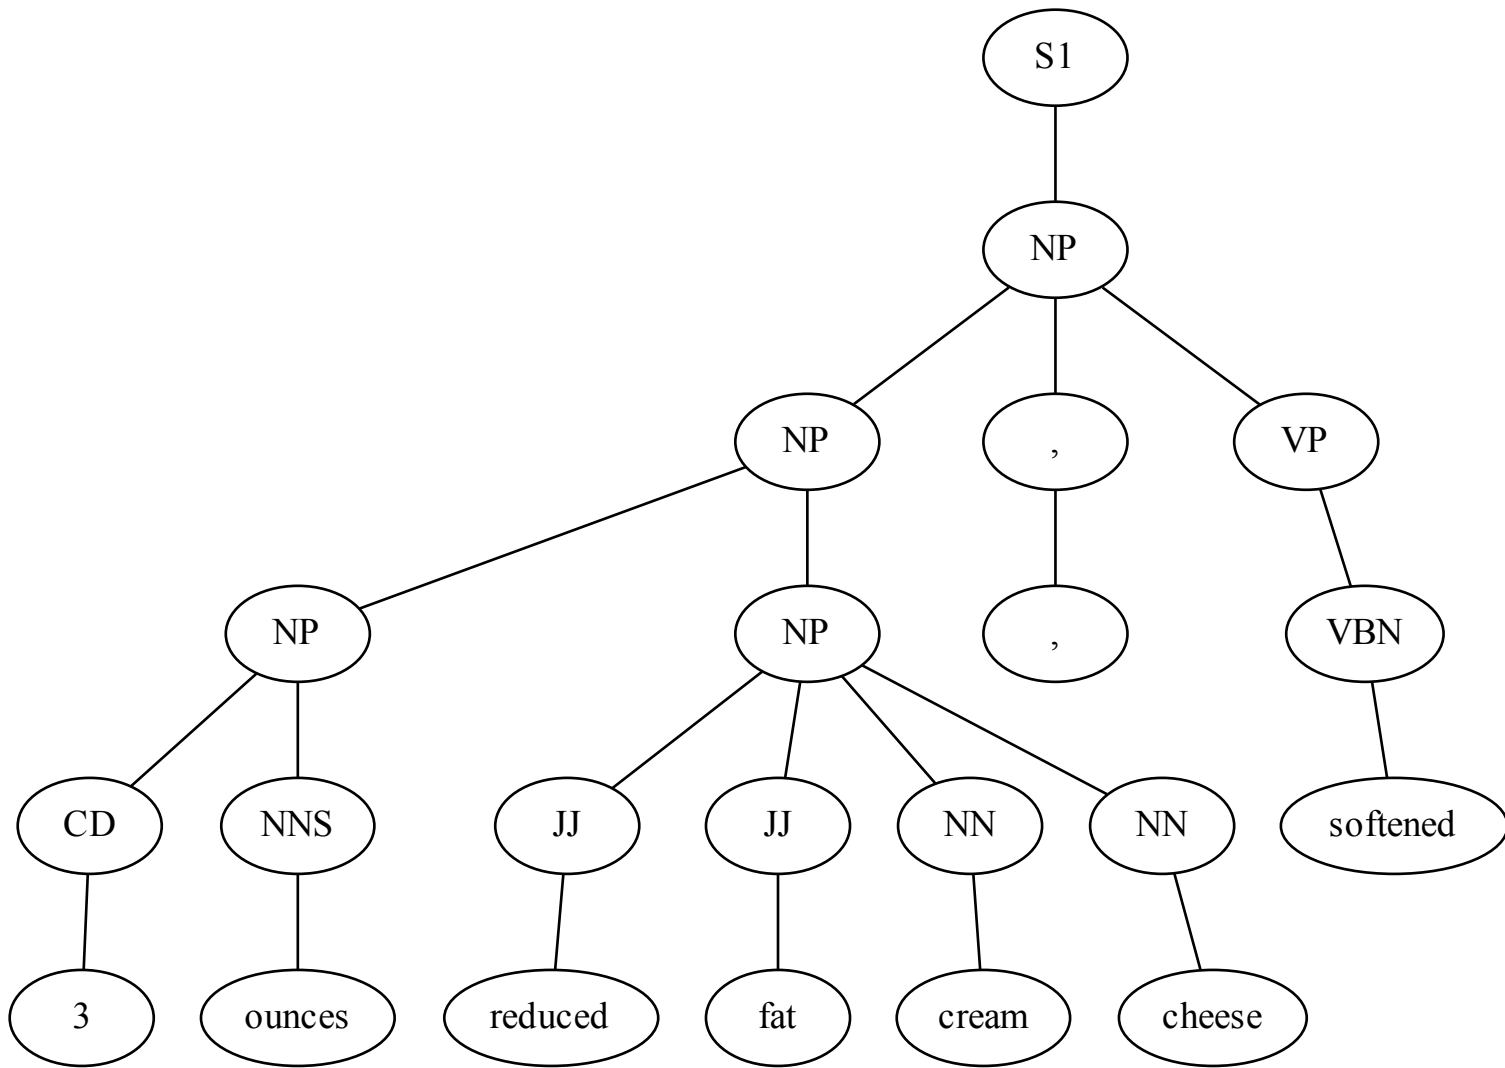 S1
NP
NP , VP
NP NP , VBN
CD NNS JJ JJ NN NN softened
3 ounces reduced fat cream cheese